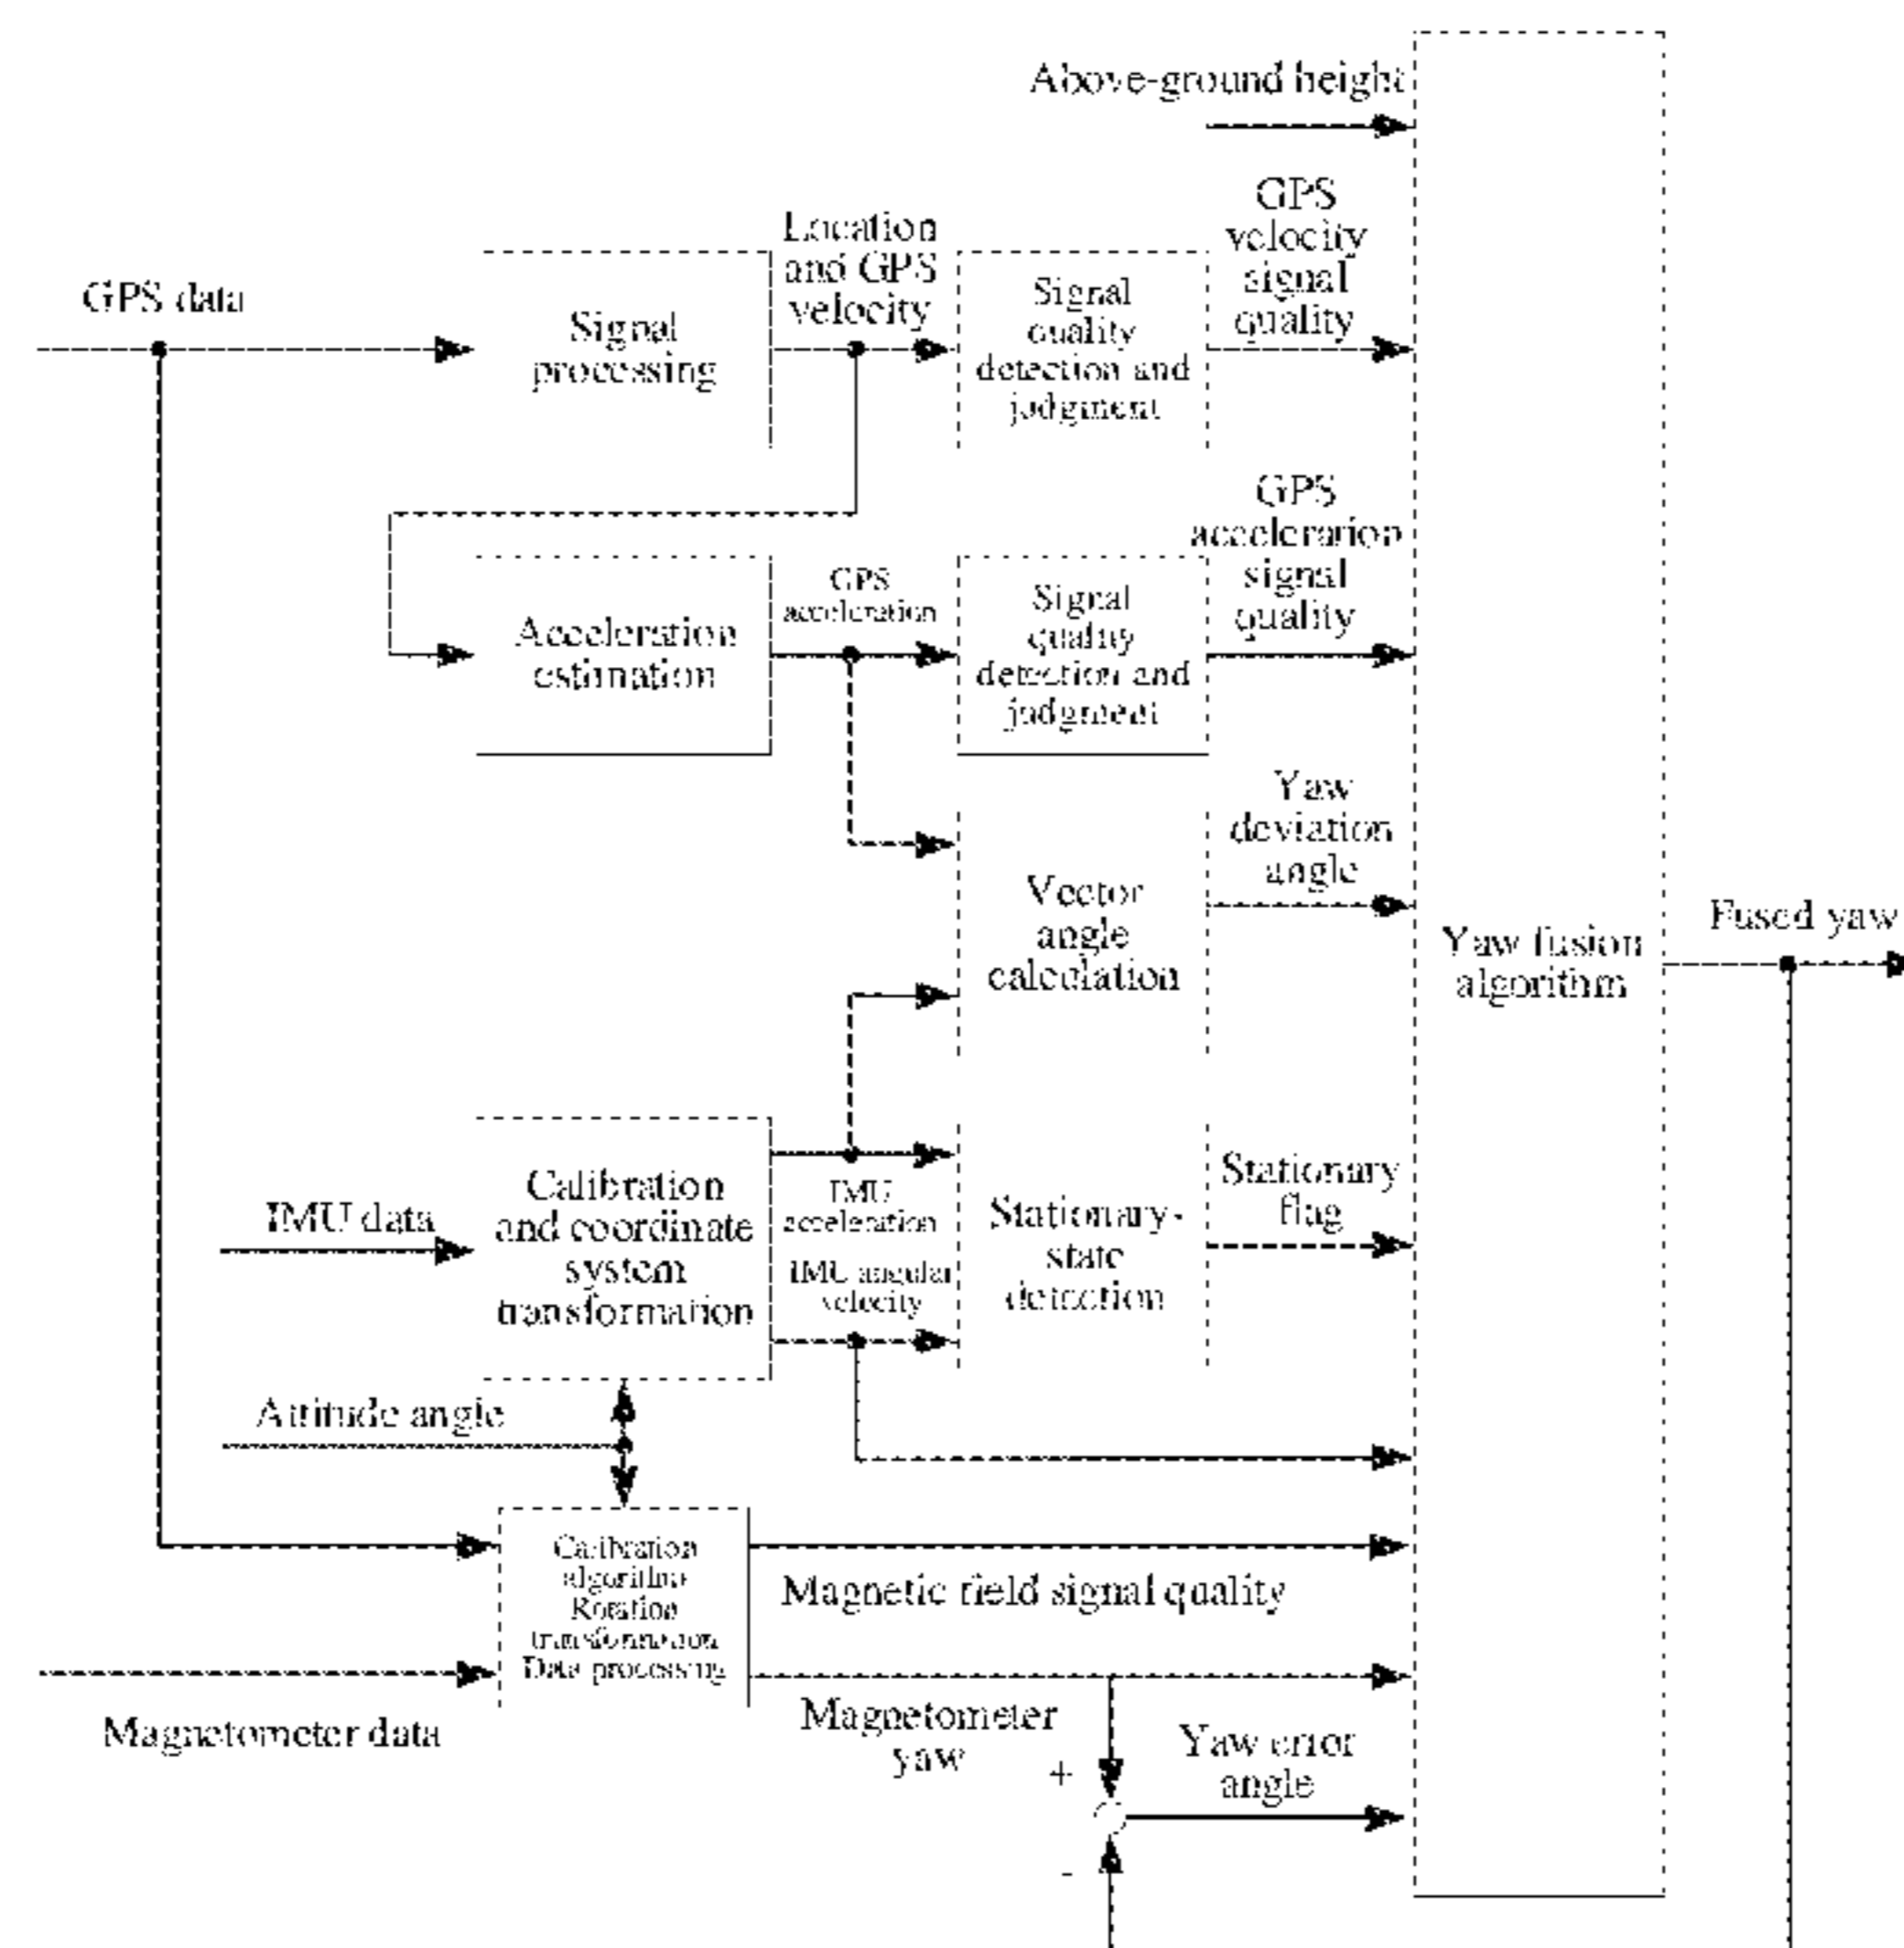 Above-ground height
GPS
velocity
signal
quality
Location
and GPS
velocity
GPS data
Signal
processing
Signal
quality
detection and
judgment
GPS
acceleration
signal
quality
GPS
acceleration
Acceleration
estimation
Signal
quality
detection and
judgment
Yaw
deviation
angle
Vector
angle
calculation
Fused yaw
Yaw fusion
algorithm
IMU data
Calibration
and coordinate
system
transformation
IMU
acceleration
IMU angular
velocity
Stationary-
state
detection
Stationary
flag
Attitude angle
Calibration
algorithm
Rotation
transformation
Data processing
Magnetic field signal quality
Magnetometer data
Magnetometer
yaw
Yaw error
angle
+
-